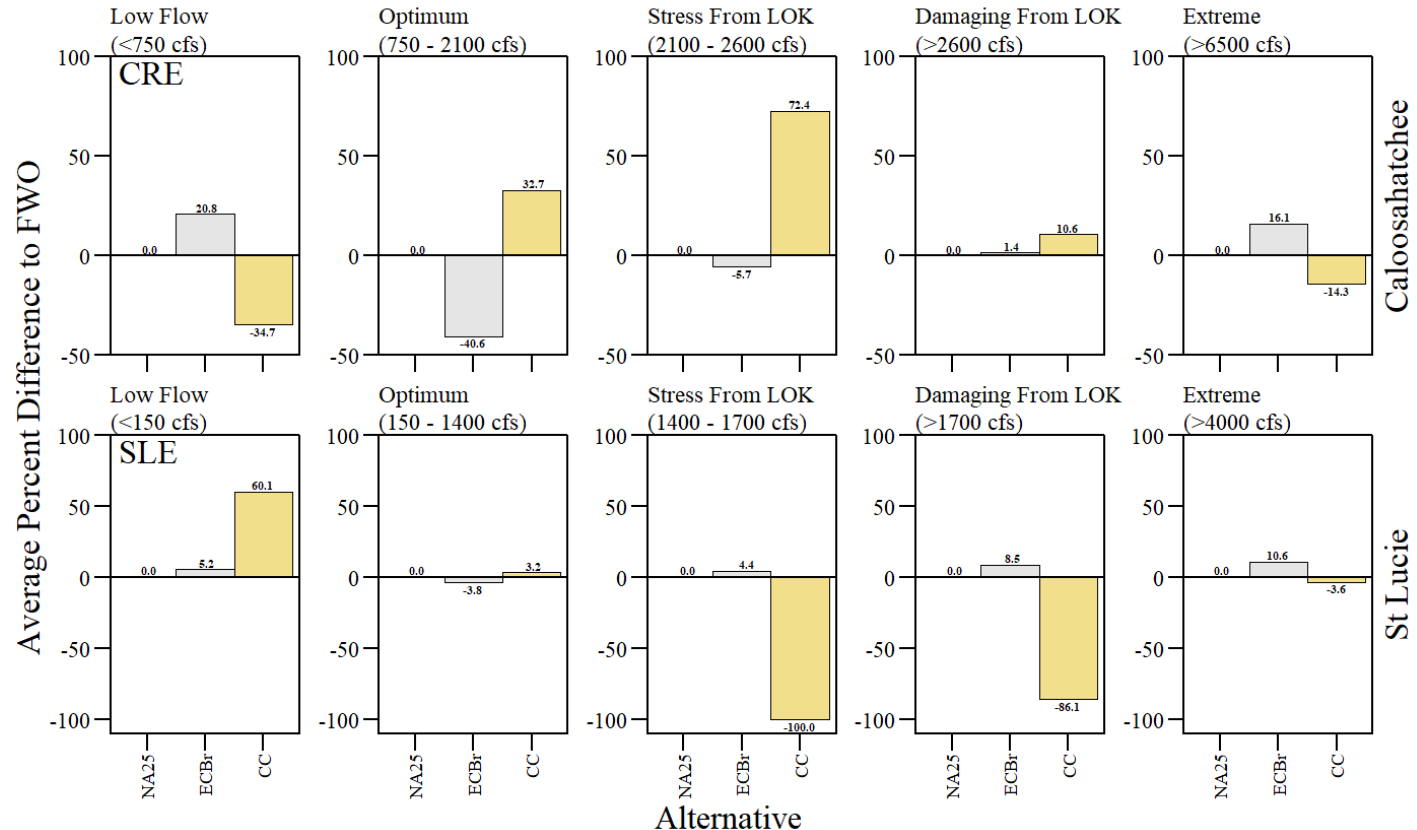 Low Flow
(<750 cfs)
Optimum
(750 - 2100 cfs)
Stress From LOK
(2100 - 2600 cfs)
Damaging From LOK
(>2600 cfs)
Extreme
(>6500 cfs)
CRE
100
50
0
-50
0.0
20.8
-34.7
100
50
0
-50
0.0
-40.6
32.7
100
50
0
-50
0.0
-5.7
72.4
100
50
0
-50
0.0
1.4
10.6
100
50
0
-50
0.0
16.1
-14.3
Caloosahatchee
Average Percent Difference to FWO
Low Flow
(<150 cfs)
Optimum
(150 - 1400 cfs)
Stress From LOK
(1400 - 1700 cfs)
Damaging From LOK
(>1700 cfs)
Extreme
(>4000 cfs)
SLE
100
50
0
-50
-100
0.0
5.2
60.1
NA25
ECBr
CC
100
50
0
-50
-100
0.0
-3.8
3.2
NA25
ECBr
CC
100
50
0
-50
-100
0.0
4.4
-100.0
NA25
ECBr
CC
100
50
0
-50
-100
0.0
8.5
-86.1
NA25
ECBr
CC
100
50
0
-50
-100
0.0
10.6
-3.6
NA25
ECBr
CC
St Lucie
Alternative